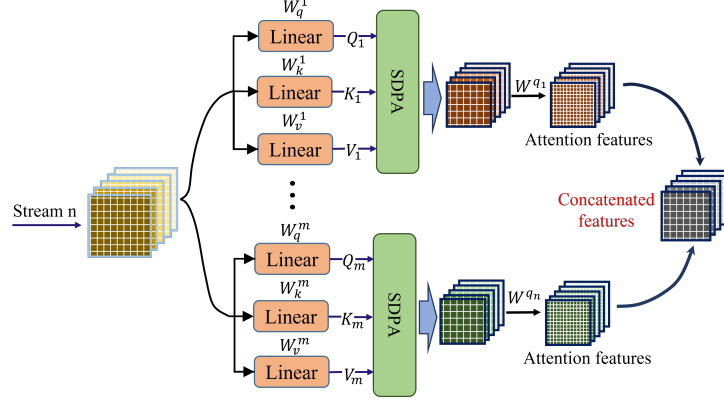 W_q^1
Linear
Q_1
W_k^1
Linear
K_1
W_v^1
Linear
V_1
SDPA
W^{q_1}
Attention features
Stream n
Concatenated
features
W_q^m
Linear
Q_m
W_k^m
Linear
K_m
W_v^m
Linear
V_m
SDPA
W^{q_n}
Attention features